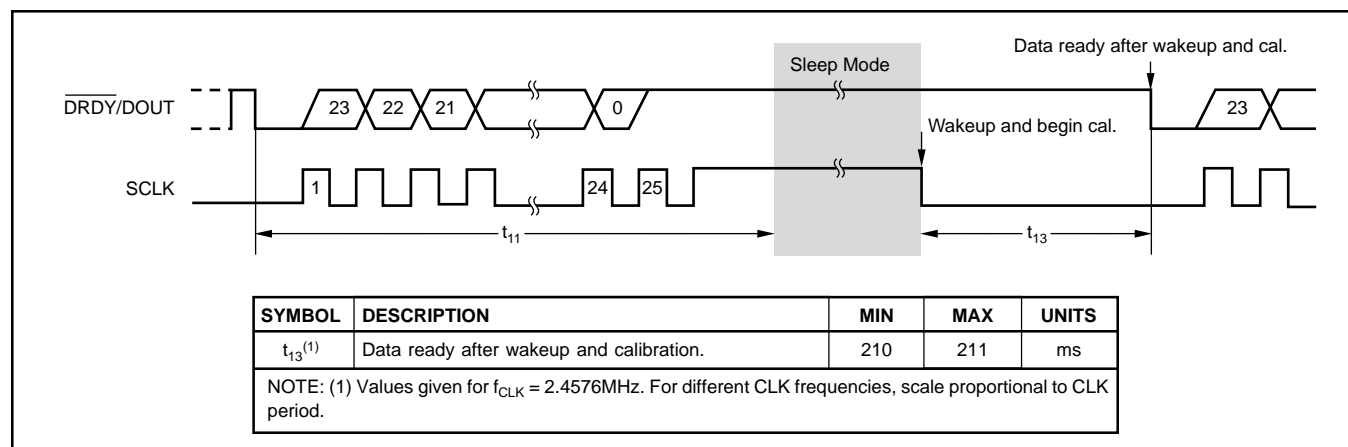 Data ready after wakeup and cal.
Sleep Mode
DRDY/DOUT 23 22 21 0 23
Wakeup and begin cal.
SCLK 1 24 25
t11 t13
SYMBOL DESCRIPTION MIN MAX UNITS
t13(1) Data ready after wakeup and calibration. 210 211 ms
NOTE: (1) Values given for fCLK = 2.4576MHz. For different CLK frequencies, scale proportional to CLK
period.